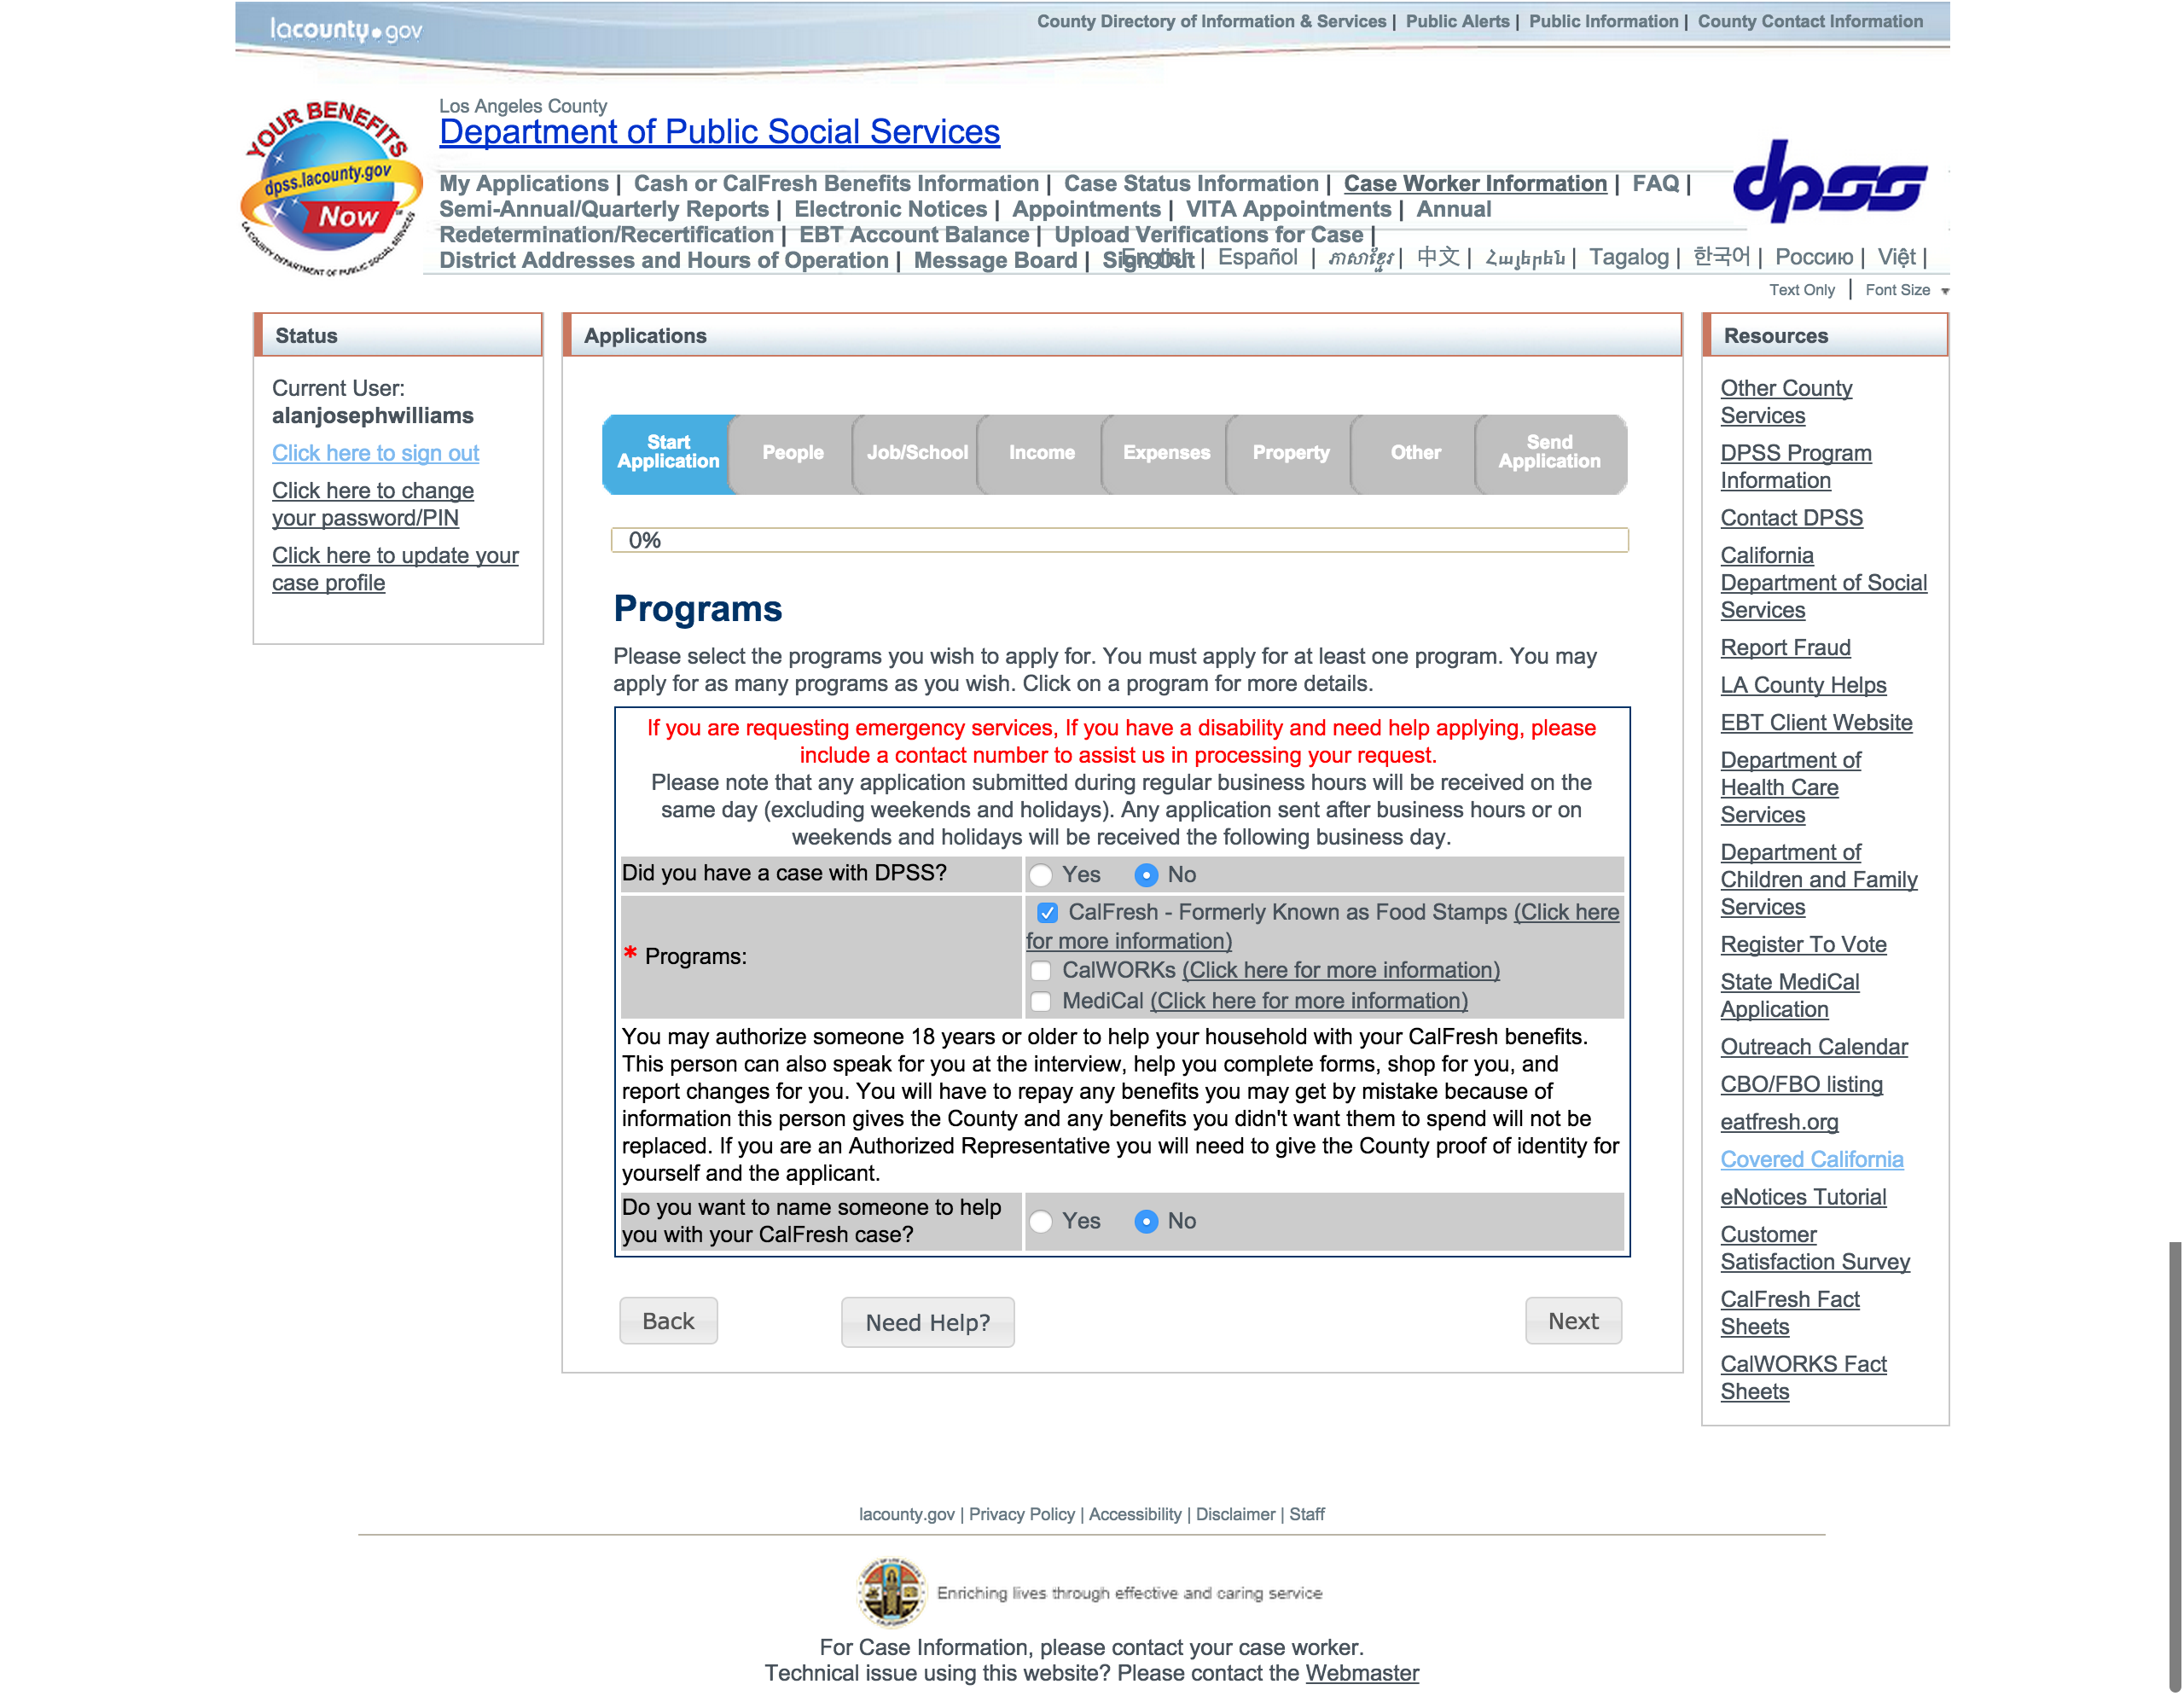 lacounty.gov
County Directory of Information & Services | Public Alerts | Public Information | County Contact Information
YOUR BENEFITS
dpss.lacounty.gov
Now
LA COUNTY DEPARTMENT OF PUBLIC SOCIAL SERVICES
Los Angeles County
Department of Public Social Services
dpss
My Applications | Cash or CalFresh Benefits Information | Case Status Information | Case Worker Information | FAQ |
Semi-Annual/Quarterly Reports | Electronic Notices | Appointments | VITA Appointments | Annual
Redetermination/Recertification | EBT Account Balance | Upload Verifications for Case |
District Addresses and Hours of Operation | Message Board | Sign Out
English | Español | ភាសាខ្មែរ | 中文 | Հայերեն | Tagalog | 한국어 | Россию | Việt |
Text Only | Font Size
Status
Current User:
alanjosephwilliams
Click here to sign out
Click here to change
your password/PIN
Click here to update your
case profile
Applications
Start
Application
People
Job/School
Income
Expenses
Property
Other
Send
Application
0%
Programs
Please select the programs you wish to apply for. You must apply for at least one program. You may
apply for as many programs as you wish. Click on a program for more details.
If you are requesting emergency services, If you have a disability and need help applying, please
include a contact number to assist us in processing your request.
Please note that any application submitted during regular business hours will be received on the
same day (excluding weekends and holidays). Any application sent after business hours or on
weekends and holidays will be received the following business day.
Did you have a case with DPSS?
Yes No
* Programs:
CalFresh - Formerly Known as Food Stamps (Click here
for more information)
CalWORKs (Click here for more information)
MediCal (Click here for more information)
You may authorize someone 18 years or older to help your household with your CalFresh benefits.
This person can also speak for you at the interview, help you complete forms, shop for you, and
report changes for you. You will have to repay any benefits you may get by mistake because of
information this person gives the County and any benefits you didn't want them to spend will not be
replaced. If you are an Authorized Representative you will need to give the County proof of identity for
yourself and the applicant.
Do you want to name someone to help
you with your CalFresh case?
Yes No
Back
Need Help?
Next
Resources
Other County
Services
DPSS Program
Information
Contact DPSS
California
Department of Social
Services
Report Fraud
LA County Helps
EBT Client Website
Department of
Health Care
Services
Department of
Children and Family
Services
Register To Vote
State MediCal
Application
Outreach Calendar
CBO/FBO listing
eatfresh.org
Covered California
eNotices Tutorial
Customer
Satisfaction Survey
CalFresh Fact
Sheets
CalWORKS Fact
Sheets
lacounty.gov | Privacy Policy | Accessibility | Disclaimer | Staff
Enriching lives through effective and caring service
For Case Information, please contact your case worker.
Technical issue using this website? Please contact the Webmaster